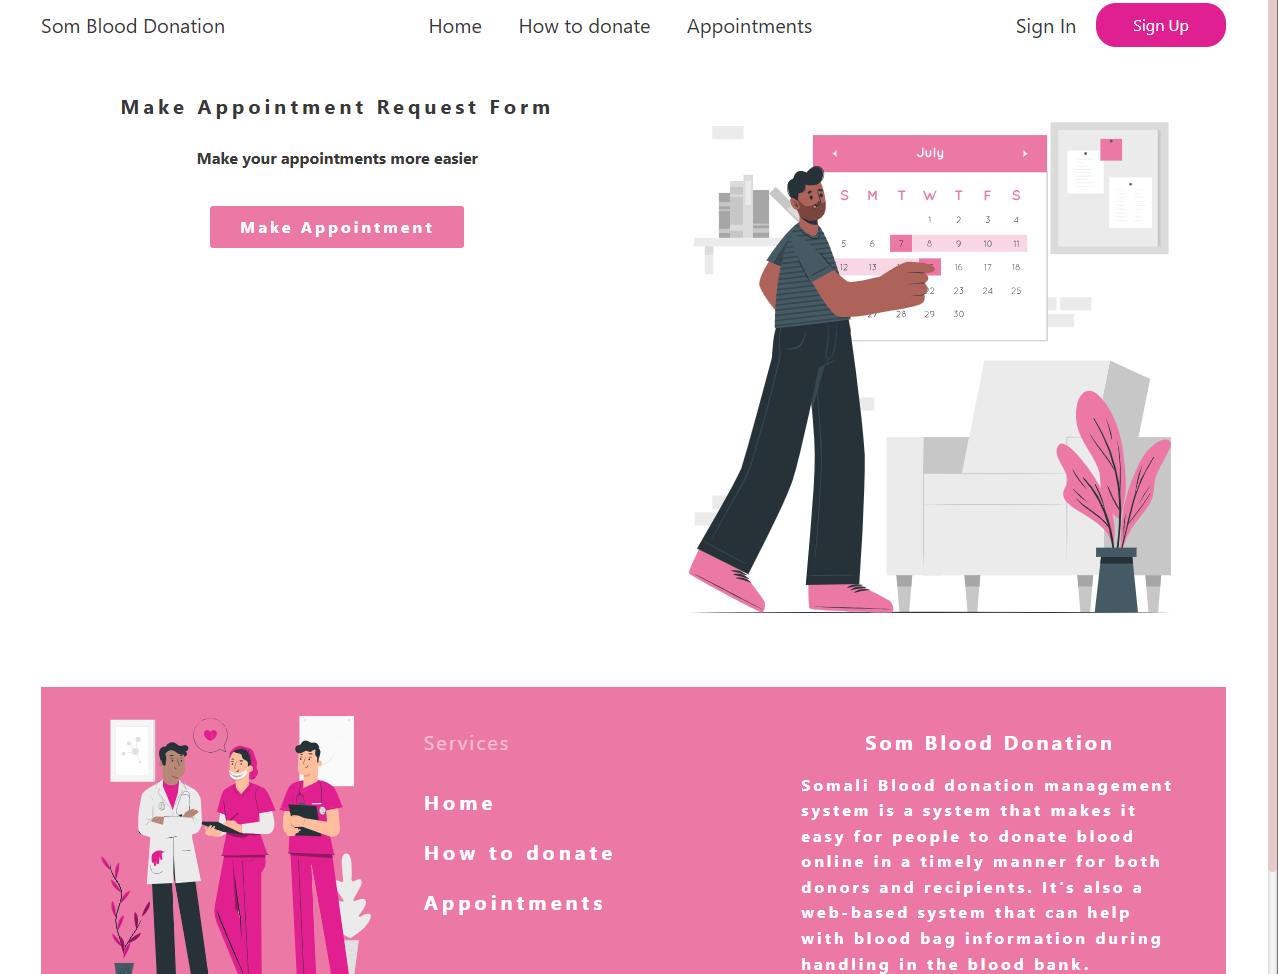 Som Blood Donation Home How to donate Appointments Sign In Sign Up
Make Appointment Request Form
Make your appointments more easier
Make Appointment
July
S M T W T F S
1 2 3 4
5 6 7 8 9 10 11
12 13 16 17 18
22 23 24 25
27 28 29 30
Services
Home
How to donate
Appointments
Som Blood Donation
Somali Blood donation management
system is a system that makes it
easy for people to donate blood
online in a timely manner for both
donors and recipients. It's also a
web-based system that can help
with blood bag information during
handling in the blood bank.